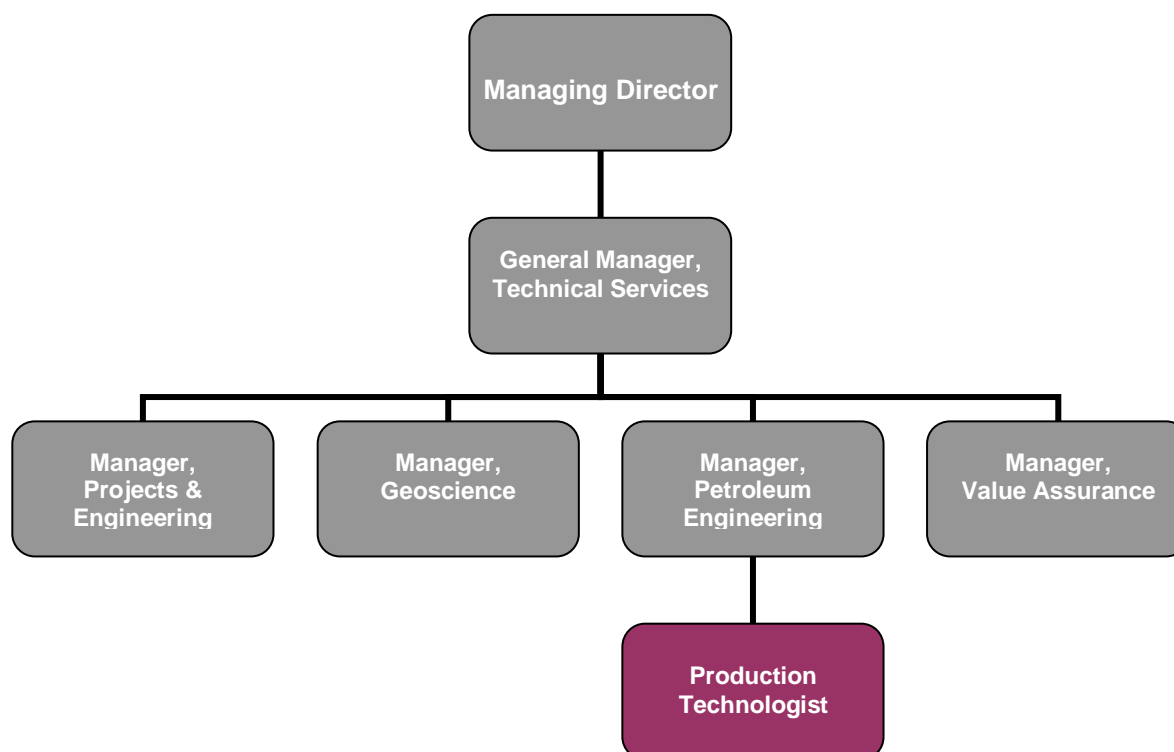 Managing Director
General Manager,
Technical Services
Manager,
Projects &
Engineering
Manager,
Geoscience
Manager,
Petroleum
Engineering
Manager,
Value Assurance
Production
Technologist